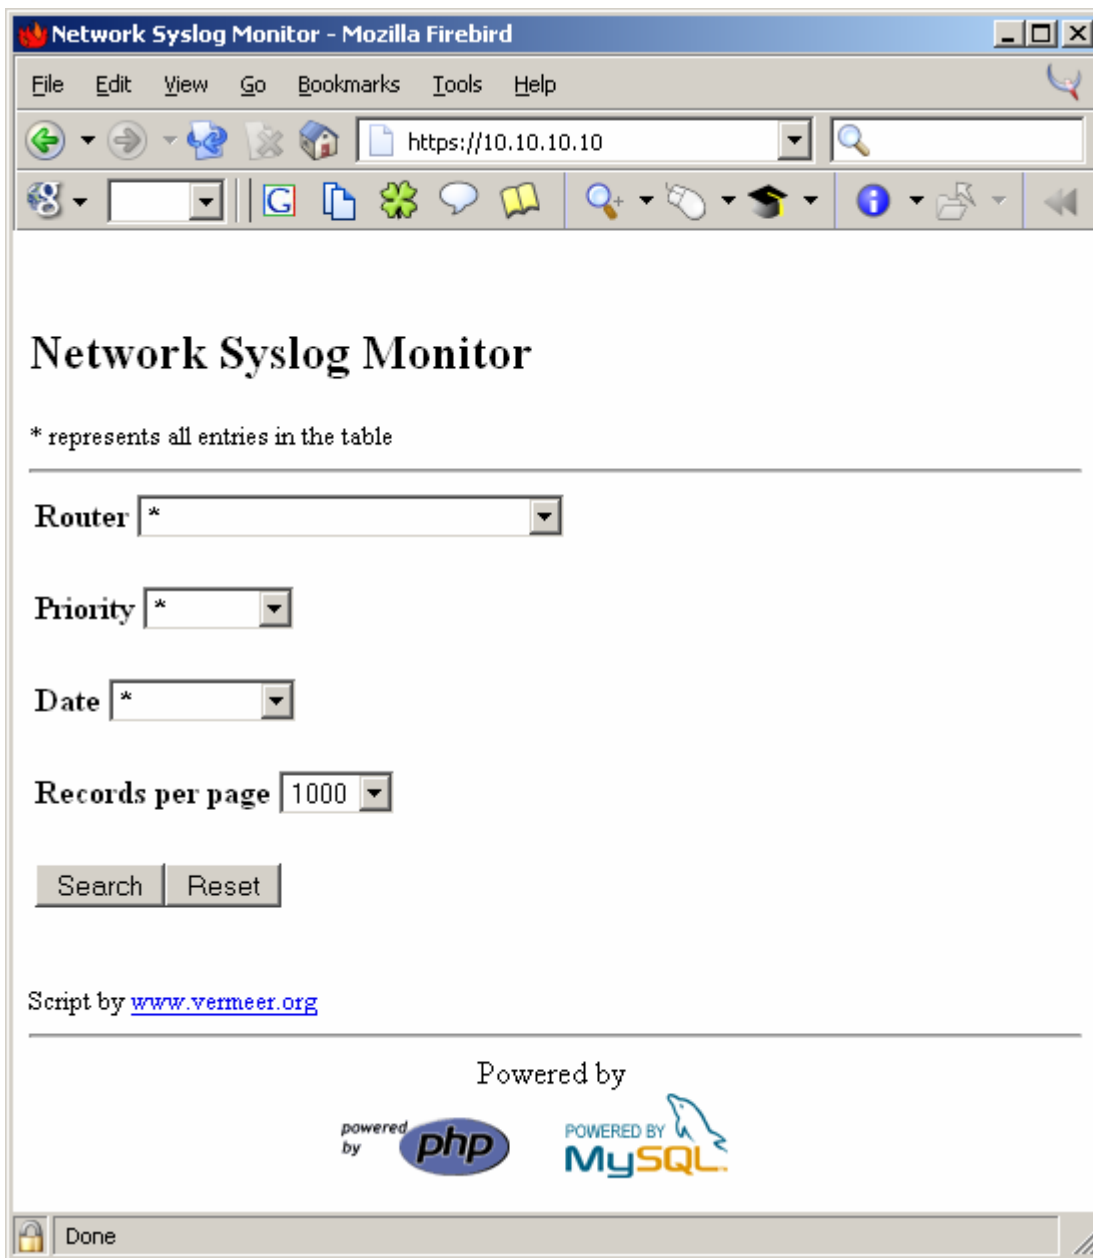 Network Syslog Monitor - Mozilla Firebird
File Edit View Go Bookmarks Tools Help
https://10.10.10.10
G
Network Syslog Monitor
* represents all entries in the table
Router *
Priority *
Date *
Records per page 1000
Search Reset
Script by www.vermeer.org
Powered by
powered by php
POWERED BY MySQL
Done